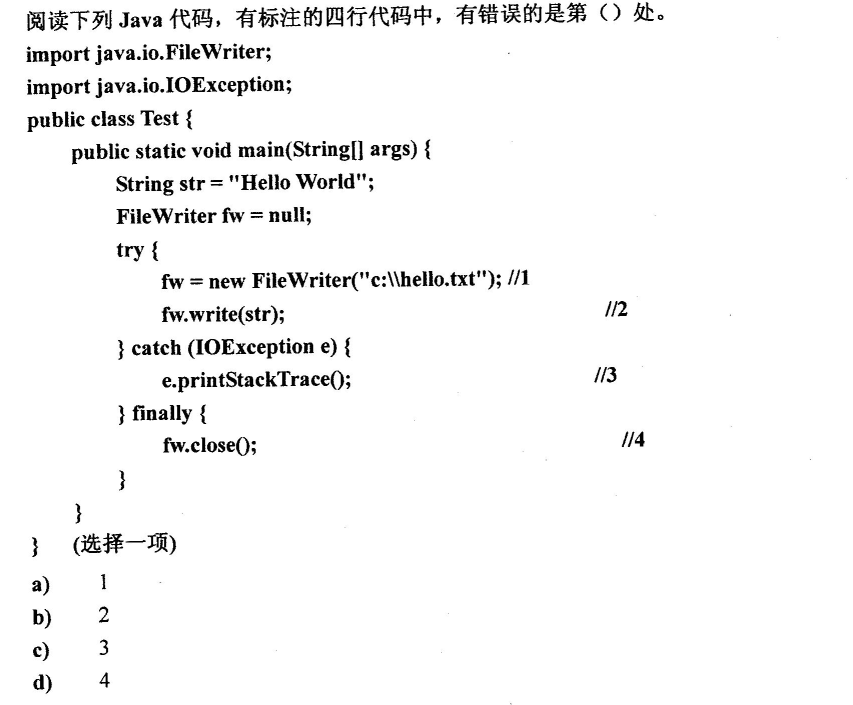 阅读下列 Java 代码，有标注的四行代码中，有错误的是第（）处。
import java.io.FileWriter;
import java.io.IOException;
public class Test {
public static void main(String[] args) {
String str = "Hello World";
FileWriter fw = null;
try {
fw = new FileWriter("c:\\hello.txt"); //1
fw.write(str); //2
} catch (IOException e) {
e.printStackTrace(); //3
} finally {
fw.close(); //4
}
}
} (选择一项)
a) 1
b) 2
c) 3
d) 4